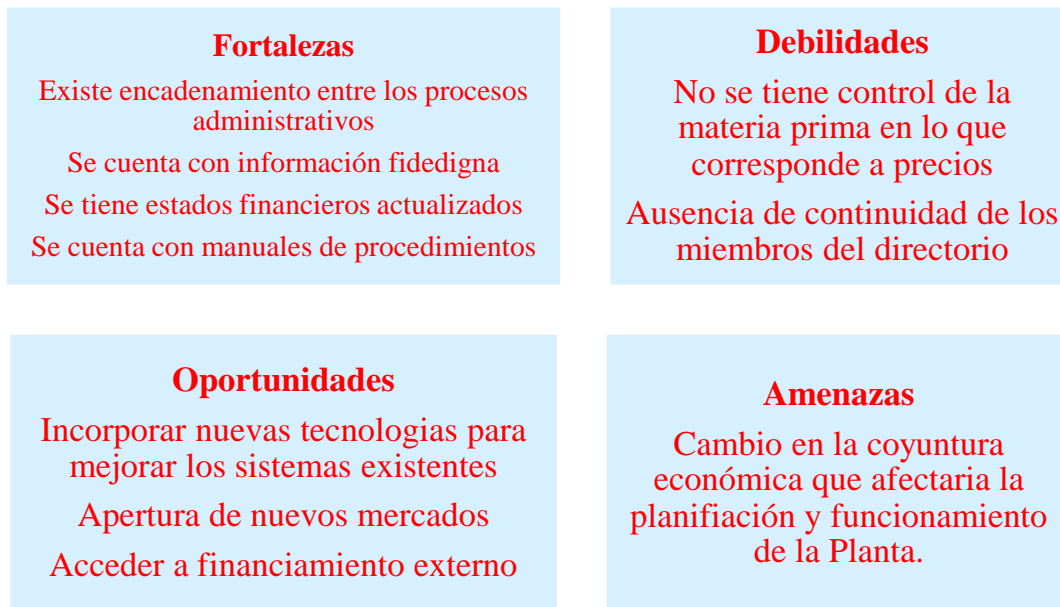 Fortalezas
Existe encadenamiento entre los procesos
administrativos
Se cuenta con información fidedigna
Se tiene estados financieros actualizados
Se cuenta con manuales de procedimientos
Debilidades
No se tiene control de la
materia prima en lo que
corresponde a precios
Ausencia de continuidad de los
miembros del directorio
Oportunidades
Incorporar nuevas tecnologias para
mejorar los sistemas existentes
Apertura de nuevos mercados
Acceder a financiamiento externo
Amenazas
Cambio en la coyuntura
económica que afectaria la
planifiación y funcionamiento
de la Planta.